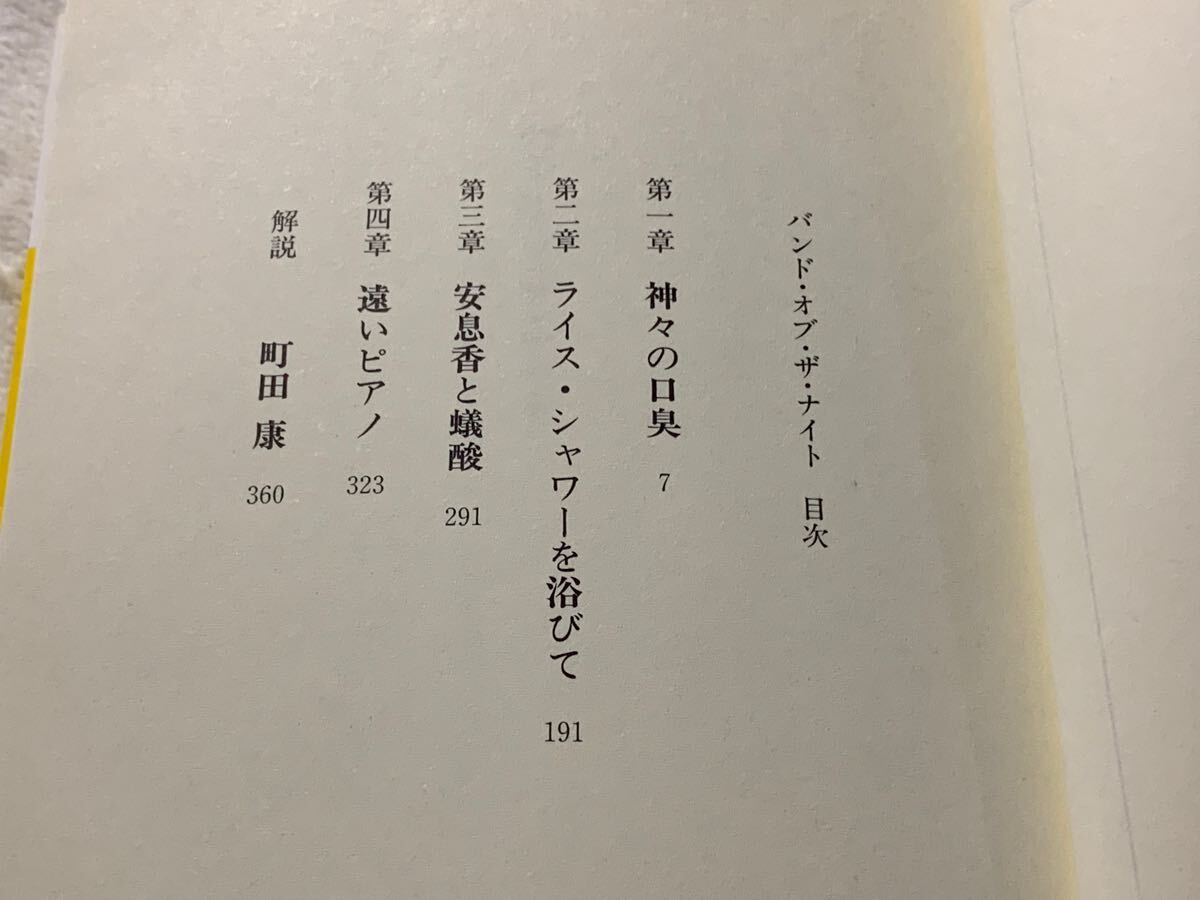 バンド・オブ・ザ・ナイト 目次
第一章 神々の口臭 7
第二章 ライス・シャワーを浴びて 191
第三章 安息香と蟻酸 291
第四章 遠いピアノ 323
解説 町田 康 360